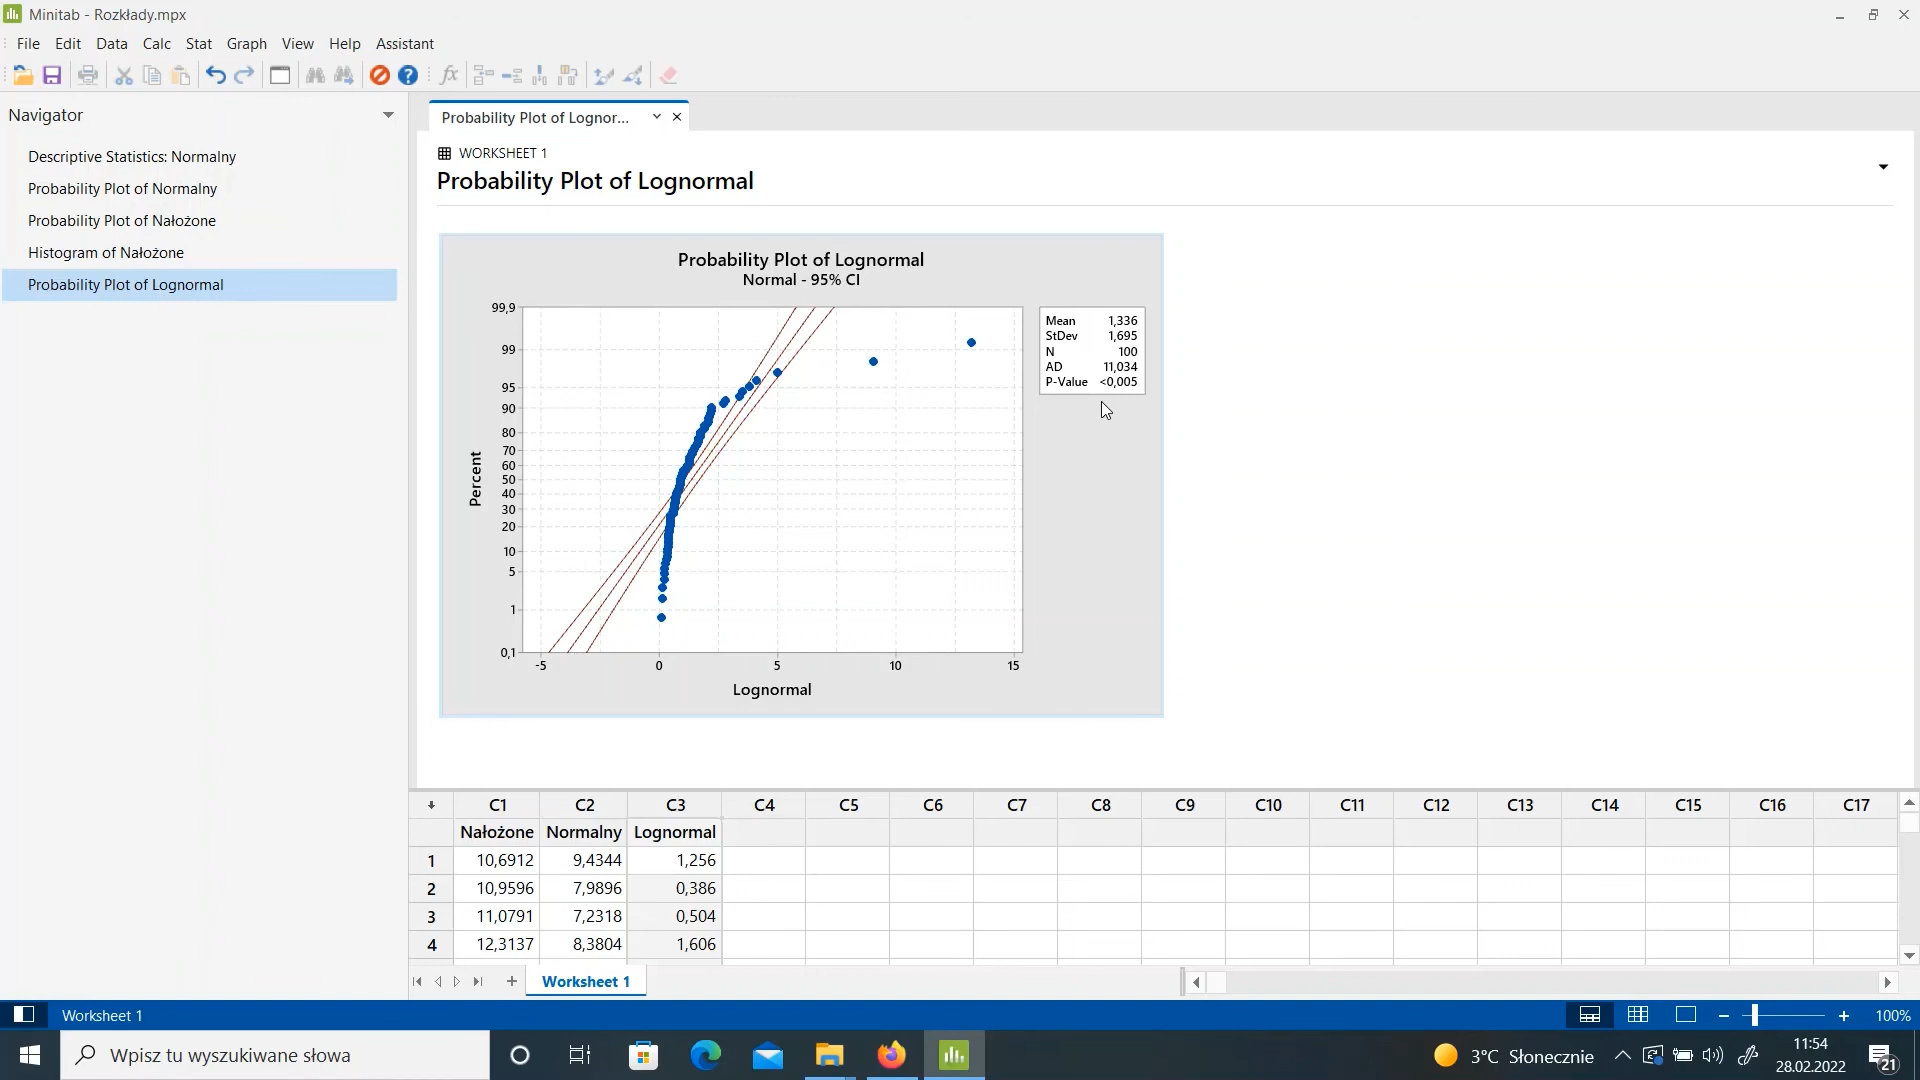 Minitab - Rozkłady.mpx
File Edit Data Calc Stat Graph View Help Assistant
Navigator
Descriptive Statistics: Normalny
Probability Plot of Normalny
Probability Plot of Nałożone
Histogram of Nałożone
Probability Plot of Lognormal
Probability Plot of Lognor...
WORKSHEET 1
Probability Plot of Lognormal
Probability Plot of Lognormal
Normal - 95% CI
99,9
99
95
90
80
70
60
50
40
30
20
10
5
1
0,1
Percent
-5 0 5 10 15
Lognormal
Mean 1,336
StDev 1,695
N 100
AD 11,034
P-Value <0,005
C1 C2 C3 C4 C5 C6 C7 C8 C9 C10 C11 C12 C13 C14 C15 C16 C17
Nałożone Normalny Lognormal
1 10,6912 9,4344 1,256
2 10,9596 7,9896 0,386
3 11,0791 7,2318 0,504
4 12,3137 8,3804 1,606
Worksheet 1
Worksheet 1
100%
Wpisz tu wyszukiwane słowa
3°C Słonecznie
11:54
28.02.2022
21